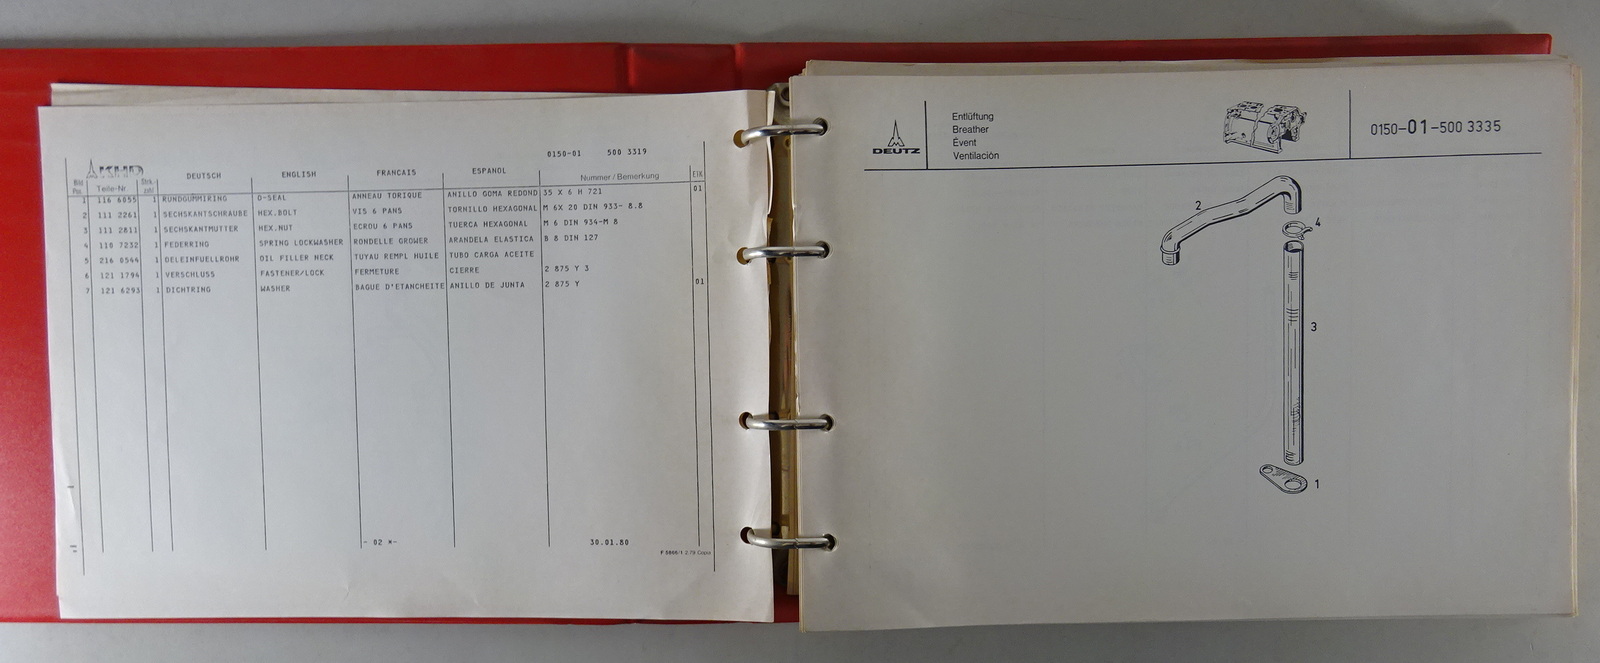 0150-01 500 3319
KHD
Bild Pos. Teile-Nr. Stck. zahl DEUTSCH ENGLISH FRANCAIS ESPANOL Nummer / Bemerkung EIK
1 116 6855 1 RUNDGUMMIRING O-SEAL ANNEAU TORIQUE ANILLO GOMA REDOND 35 X 6 H 721 01
2 111 2261 1 SECHSKANTSCHRAUBE HEX.BOLT VIS 6 PANS TORNILLO HEXAGONAL M 6X 20 DIN 933- 8.8
3 111 2811 1 SECHSKANTMUTTER HEX.NUT ECROU 6 PANS TUERCA HEXAGONAL M 6 DIN 934-M 8
4 110 7232 1 FEDERRING SPRING LOCKWASHER RONDELLE GROWER ARANDELA ELASTICA B 8 DIN 127
5 216 0544 1 OELEINFUELLROHR OIL FILLER NECK TUYAU REMPL HUILE TUBO CARGA ACEITE
6 121 1794 1 VERSCHLUSS FASTENER/LOCK FERMETURE CIERRE 2 875 Y 3
7 121 6293 1 DICHTRING WASHER BAGUE D'ETANCHEITE ANILLO DE JUNTA 2 875 Y 01
- 02 *- 30.01.80
F 5866/1 2.79 Copia
DEUTZ
Entlüftung
Breather
Évent
Ventilación
0150-01-500 3335
2
4
3
1